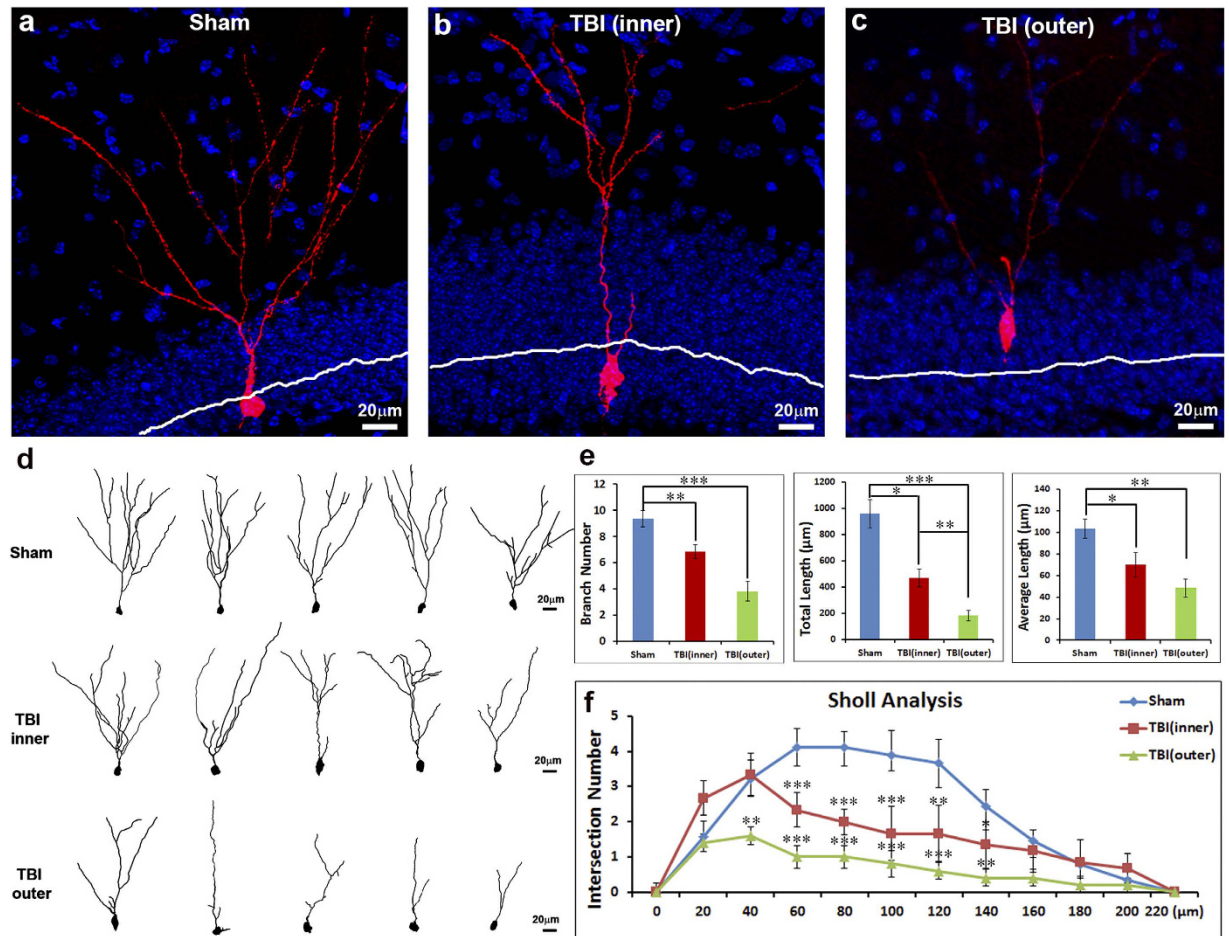 a Sham
b TBI (inner)
c TBI (outer)
20µm
20µm
20µm
d
Sham
20µm
TBI
inner
20µm
TBI
outer
20µm
e
Branch Number
12
10
8
6
4
2
0
***
**
Sham TBI(inner) TBI(outer)
Total Length (µm)
1200
1000
800
600
400
200
0
***
*
**
Sham TBI(inner) TBI(outer)
Average Length (µm)
140
120
100
80
60
40
20
0
**
*
Sham TBI(inner) TBI(outer)
f Sholl Analysis
Sham
TBI(inner)
TBI(outer)
Intersection Number
5
4
3
2
1
0
*** *** *** ** *
** *** *** *** *** **
0 20 40 60 80 100 120 140 160 180 200 220 (µm)